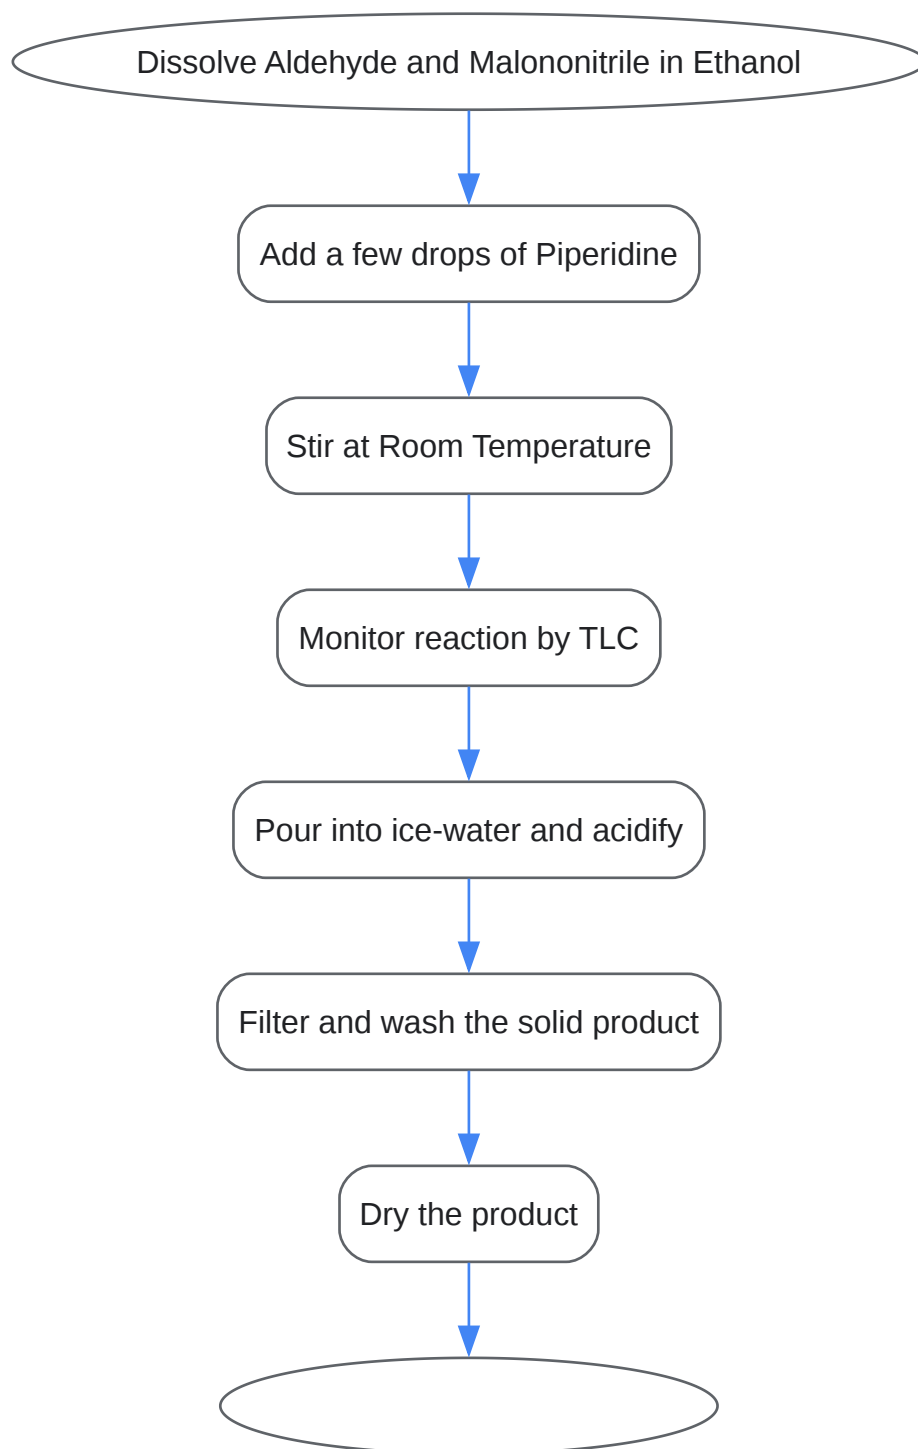 Dissolve Aldehyde and Malononitrile in Ethanol
Add a few drops of Piperidine
Stir at Room Temperature
Monitor reaction by TLC
Pour into ice-water and acidify
Filter and wash the solid product
Dry the product